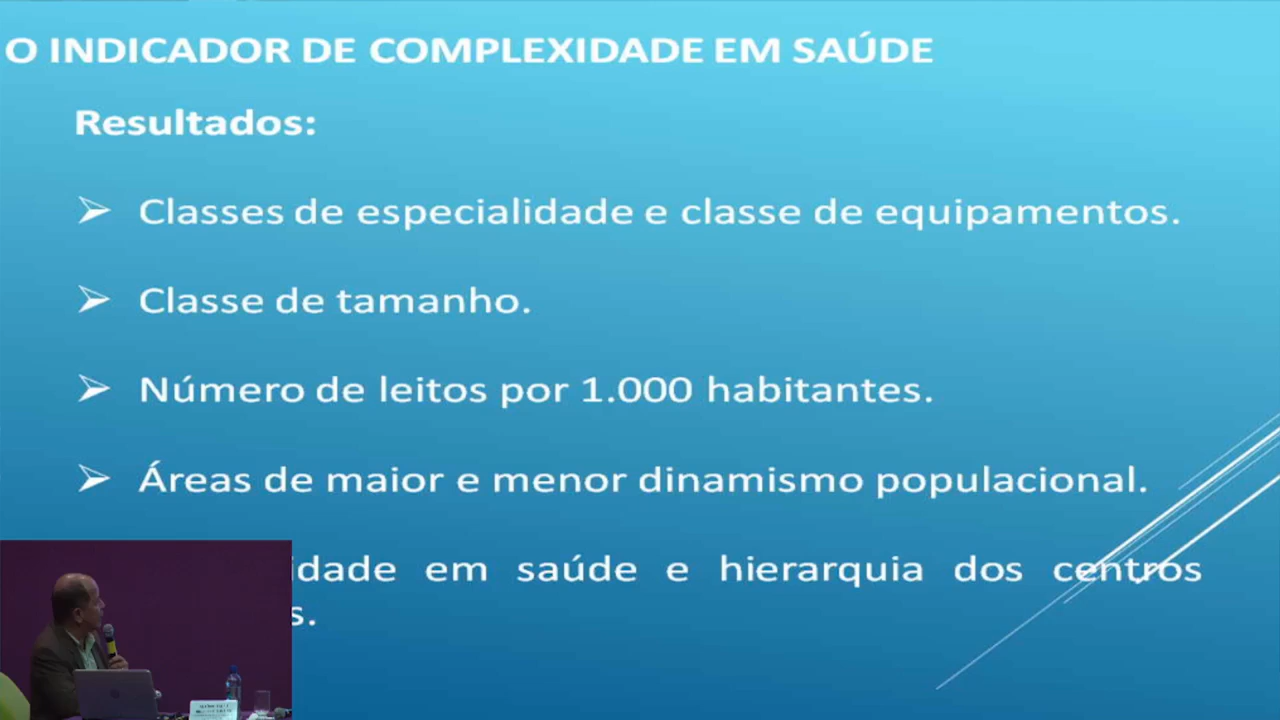 O INDICADOR DE COMPLEXIDADE EM SAÚDE
Resultados:
Classes de especialidade e classe de equipamentos.
Classe de tamanho.
Número de leitos por 1.000 habitantes.
Áreas de maior e menor dinamismo populacional.
idade em saúde e hierarquia dos centros
s.